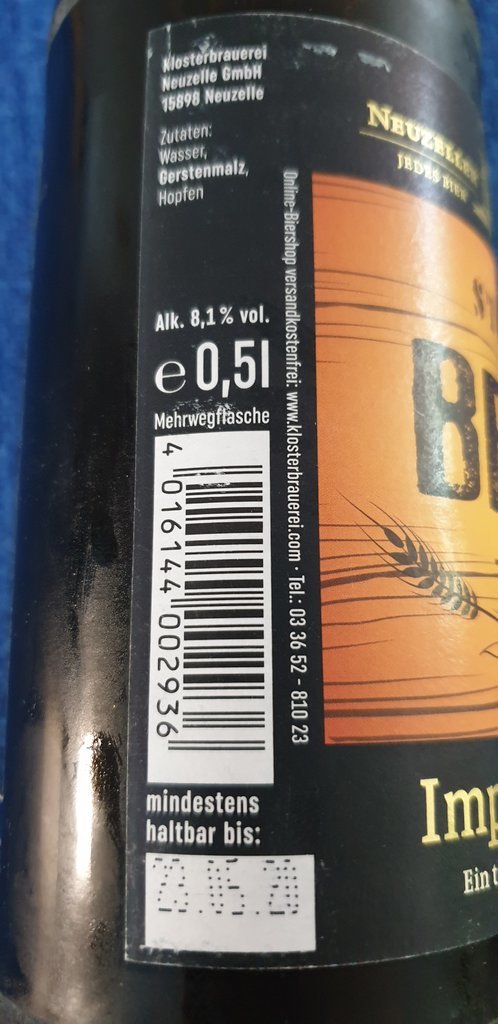 Klosterbrauerei
Neuzelle GmbH
15898 Neuzelle
Zutaten:
Wasser,
Gerstenmalz,
Hopfen
Alk. 8,1% vol.
e 0,5l
Mehrwegflasche
4 016144 002936
mindestens
haltbar bis:
Online-Biershop versandkostenfrei: www.klosterbrauerei.com · Tel.: 03 36 52 - 810 23
NEUZELLER
JEDES BIER
BE
Imp
Ein t